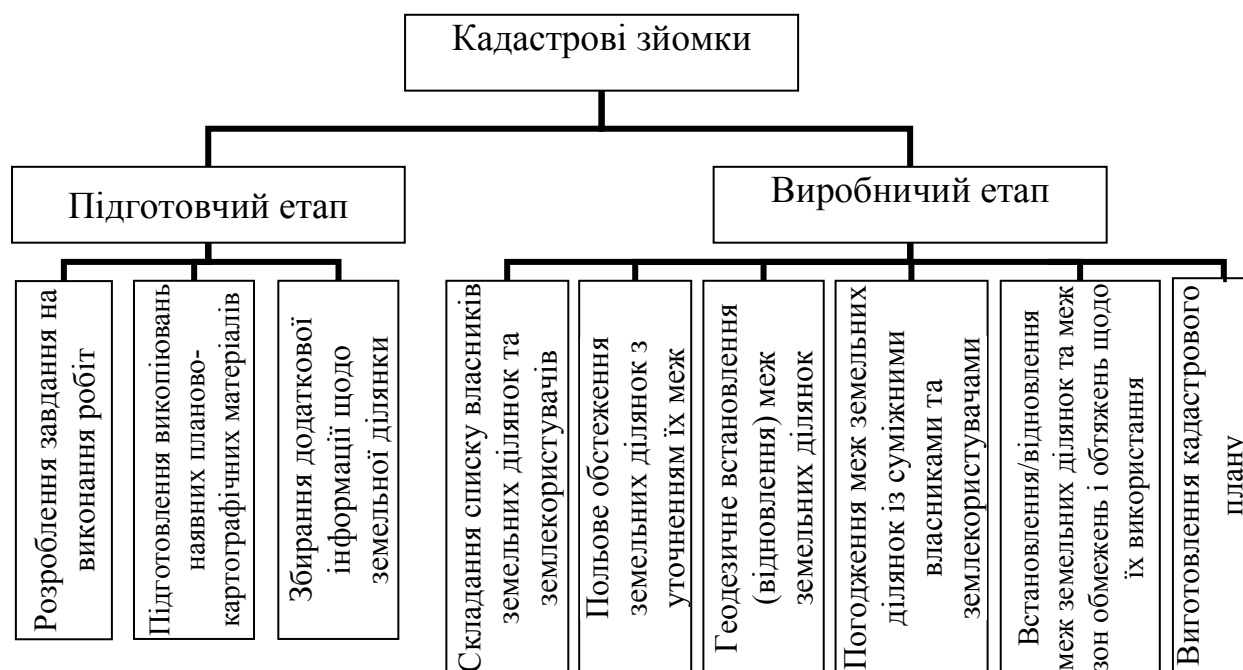 Кадастрові зйомки
Підготовчий етап
Виробничий етап
Розроблення завдання на
виконання робіт
Підготовлення викопіювань
наявних планово-
картографічних матеріалів
Збирання додаткової
інформації щодо
земельної ділянки
Складання списку власників
земельних ділянок та
землекористувачів
Польове обстеження
земельних ділянок з
уточненням їх меж
Геодезичне встановлення
(відновлення) меж
земельних ділянок
Погодження меж земельних
ділянок із суміжними
власниками та
землекористувачами
Встановлення/відновлення
меж земельних ділянок та меж
зон обмежень і обтяжень щодо
їх використання
Виготовлення кадастрового
плану